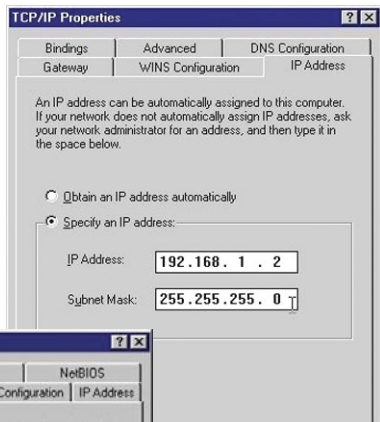 TCP/IP Properties
? X
Bindings Advanced DNS Configuration
Gateway WINS Configuration IP Address
An IP address can be automatically assigned to this computer.
If your network does not automatically assign IP addresses, ask
your network administrator for an address, and then type it in
the space below.
Obtain an IP address automatically
Specify an IP address:
IP Address: 192.168. 1 . 2
Subnet Mask: 255.255.255. 0
? X
NetBIOS
Configuration IP Address